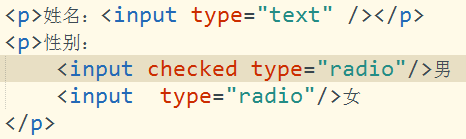 <p>姓名：<input type="text" /></p>
<p>性别：
    <input checked type="radio"/>男
    <input  type="radio"/>女
</p>